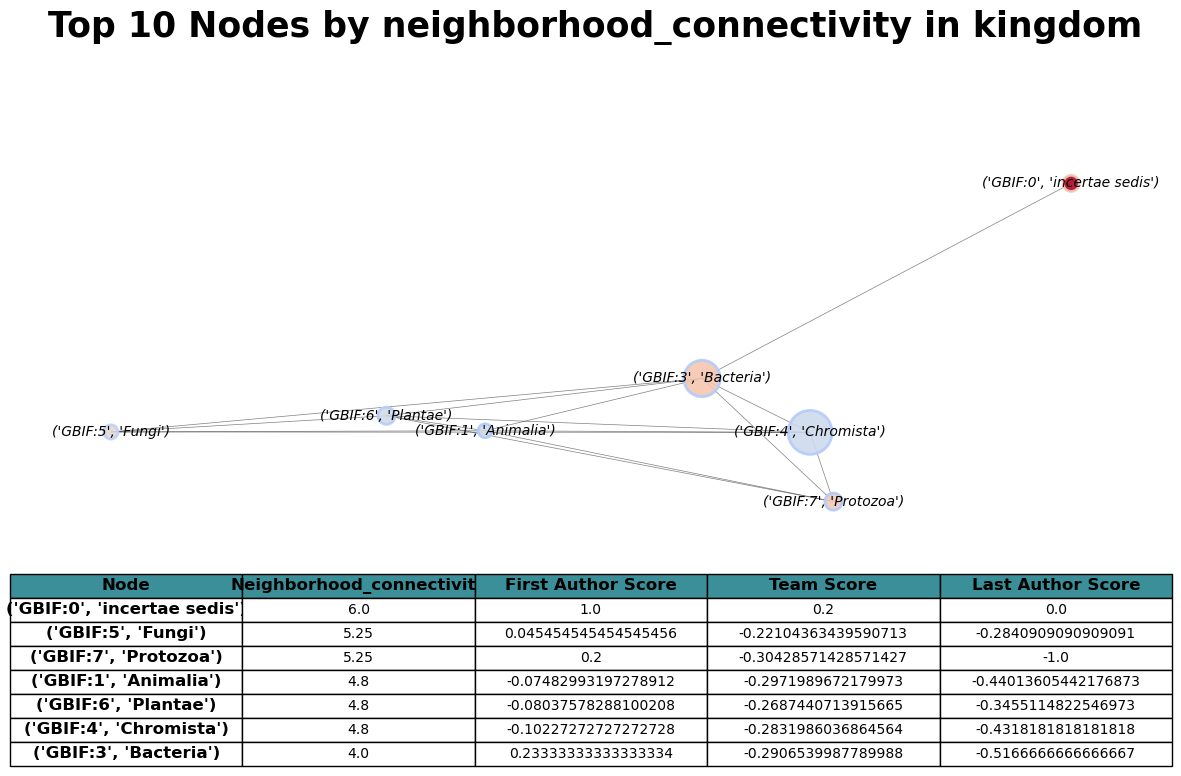 Top 10 Nodes by neighborhood_connectivity in kingdom
('GBIF:0', 'incertae sedis')
('GBIF:3', 'Bacteria')
('GBIF:6', 'Plantae')
('GBIF:5', 'Fungi')
('GBIF:1', 'Animalia')
('GBIF:4', 'Chromista')
('GBIF:7', 'Protozoa')
Node Neighborhood_connectivit First Author Score Team Score Last Author Score
('GBIF:0', 'incertae sedis') 6.0 1.0 0.2 0.0
('GBIF:5', 'Fungi') 5.25 0.045454545454545456 -0.22104363439590713 -0.2840909090909091
('GBIF:7', 'Protozoa') 5.25 0.2 -0.30428571428571427 -1.0
('GBIF:1', 'Animalia') 4.8 -0.07482993197278912 -0.2971989672179973 -0.44013605442176873
('GBIF:6', 'Plantae') 4.8 -0.08037578288100208 -0.2687440713915665 -0.3455114822546973
('GBIF:4', 'Chromista') 4.8 -0.10227272727272728 -0.2831986036864564 -0.4318181818181818
('GBIF:3', 'Bacteria') 4.0 0.23333333333333334 -0.2906539987789988 -0.5166666666666667